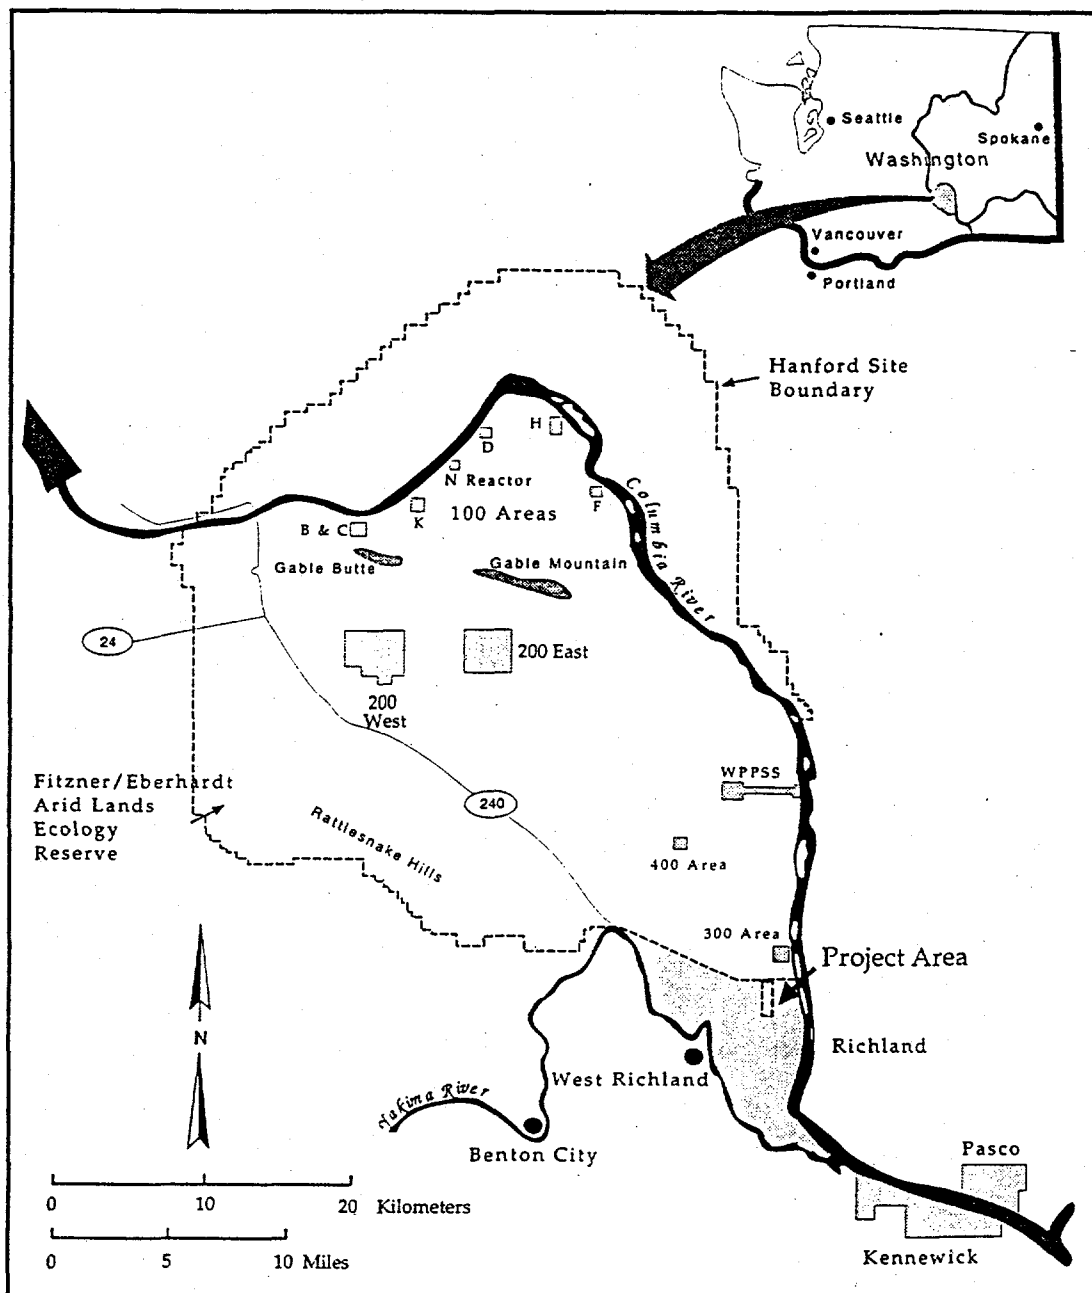 Seattle
Spokane
Washington
Vancouver
Portland
Hanford Site
Boundary
H
D
N Reactor
F
K
100 Areas
B & C
Columbia River
Gable Butte
Gable Mountain
24
200 East
200
West
WPPSS
Fitzner/Eberhardt
Arid Lands
Ecology
Reserve
240
Rattlesnake Hills
400 Area
300 Area
Project Area
N
Richland
West Richland
Yakima River
Benton City
Pasco
0 10 20 Kilometers
0 5 10 Miles
Kennewick